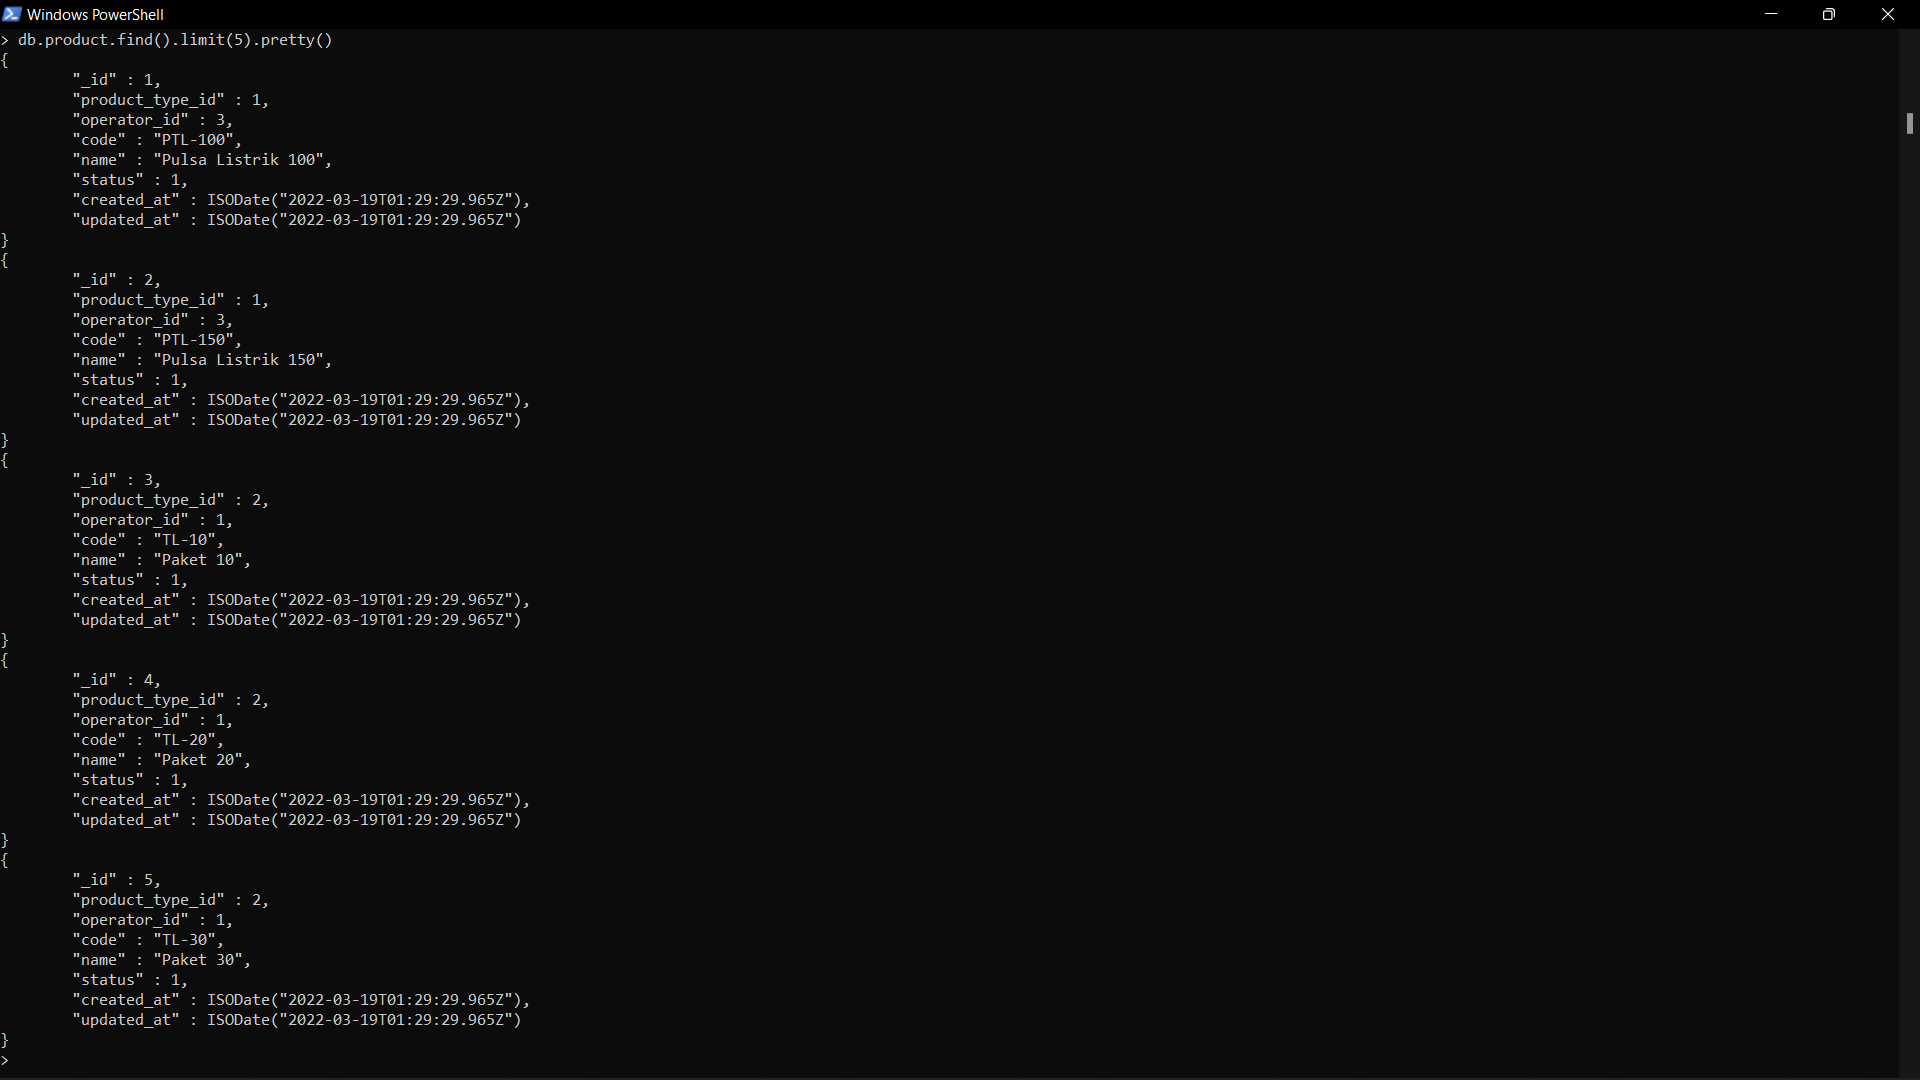 Windows PowerShell
> db.product.find().limit(5).pretty()
{
        "_id" : 1,
        "product_type_id" : 1,
        "operator_id" : 3,
        "code" : "PTL-100",
        "name" : "Pulsa Listrik 100",
        "status" : 1,
        "created_at" : ISODate("2022-03-19T01:29:29.965Z"),
        "updated_at" : ISODate("2022-03-19T01:29:29.965Z")
}
{
        "_id" : 2,
        "product_type_id" : 1,
        "operator_id" : 3,
        "code" : "PTL-150",
        "name" : "Pulsa Listrik 150",
        "status" : 1,
        "created_at" : ISODate("2022-03-19T01:29:29.965Z"),
        "updated_at" : ISODate("2022-03-19T01:29:29.965Z")
}
{
        "_id" : 3,
        "product_type_id" : 2,
        "operator_id" : 1,
        "code" : "TL-10",
        "name" : "Paket 10",
        "status" : 1,
        "created_at" : ISODate("2022-03-19T01:29:29.965Z"),
        "updated_at" : ISODate("2022-03-19T01:29:29.965Z")
}
{
        "_id" : 4,
        "product_type_id" : 2,
        "operator_id" : 1,
        "code" : "TL-20",
        "name" : "Paket 20",
        "status" : 1,
        "created_at" : ISODate("2022-03-19T01:29:29.965Z"),
        "updated_at" : ISODate("2022-03-19T01:29:29.965Z")
}
{
        "_id" : 5,
        "product_type_id" : 2,
        "operator_id" : 1,
        "code" : "TL-30",
        "name" : "Paket 30",
        "status" : 1,
        "created_at" : ISODate("2022-03-19T01:29:29.965Z"),
        "updated_at" : ISODate("2022-03-19T01:29:29.965Z")
}
>